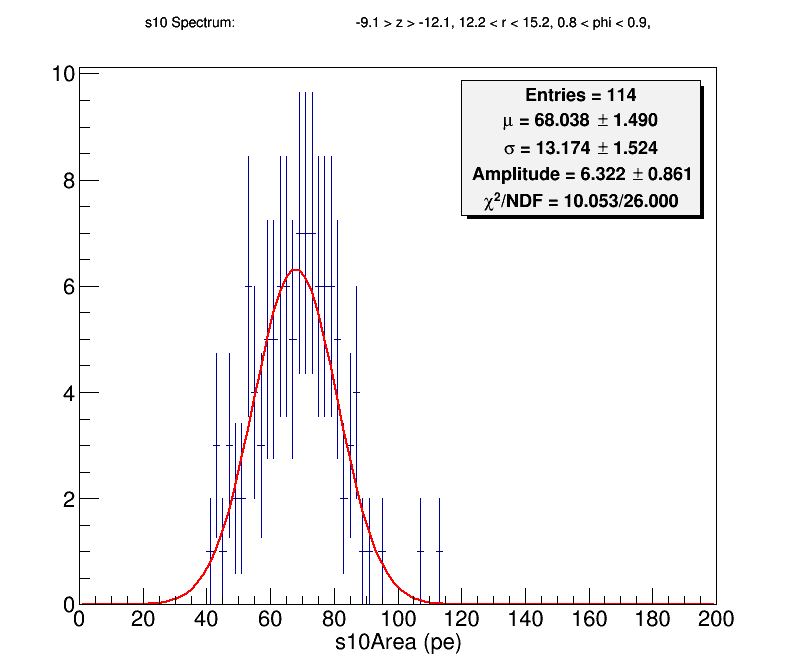 s10 Spectrum: -9.1 > z > -12.1, 12.2 < r < 15.2, 0.8 < phi < 0.9,
Entries = 114
μ = 68.038 ± 1.490
σ = 13.174 ± 1.524
Amplitude = 6.322 ± 0.861
χ²/NDF = 10.053/26.000
10
8
6
4
2
0
0 20 40 60 80 100 120 140 160 180 200
s10Area (pe)